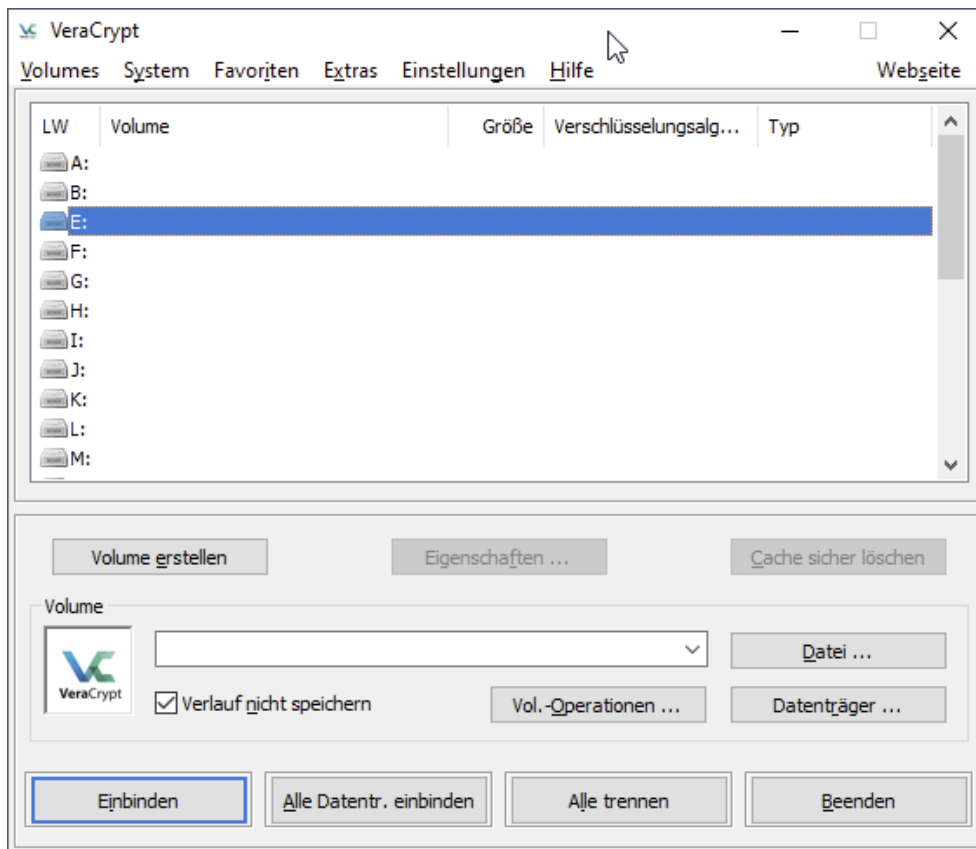 VeraCrypt
Volumes System Favoriten Extras Einstellungen Hilfe Webseite
LW Volume Größe Verschlüsselungsalg... Typ
A:
B:
E:
F:
G:
H:
I:
J:
K:
L:
M:
Volume erstellen Eigenschaften ... Cache sicher löschen
Volume
Datei ...
VeraCrypt
Verlauf nicht speichern Vol.-Operationen ... Datenträger ...
Einbinden Alle Datentr. einbinden Alle trennen Beenden